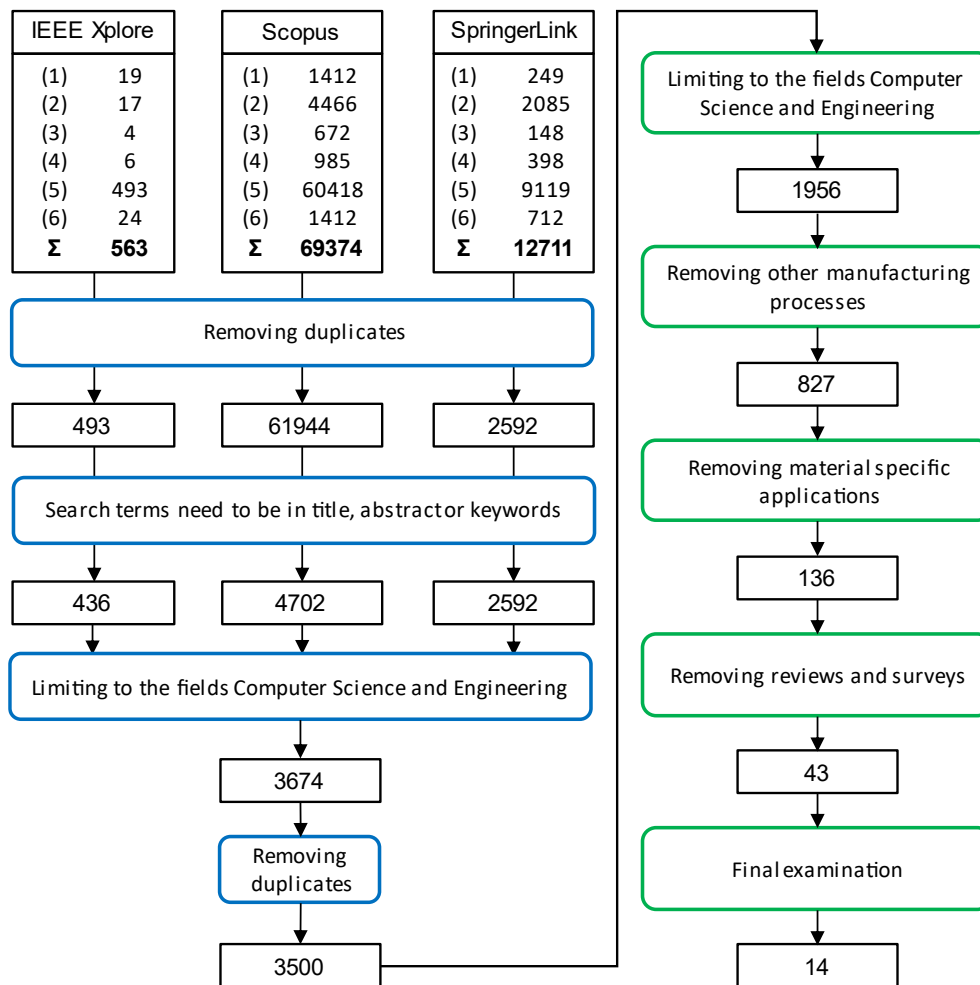 IEEE Xplore
(1) 19
(2) 17
(3) 4
(4) 6
(5) 493
(6) 24
Σ 563
Scopus
(1) 1412
(2) 4466
(3) 672
(4) 985
(5) 60418
(6) 1412
Σ 69374
SpringerLink
(1) 249
(2) 2085
(3) 148
(4) 398
(5) 9119
(6) 712
Σ 12711
Removing duplicates
493
61944
2592
Search terms need to be in title, abstractor keywords
436
4702
2592
Limiting to the fields Computer Science and Engineering
3674
Removing
duplicates
3500
Limiting to the fields Computer
Science and Engineering
1956
Removing other manufacturing
processes
827
Removing material specific
applications
136
Removing reviews and surveys
43
Final examination
14